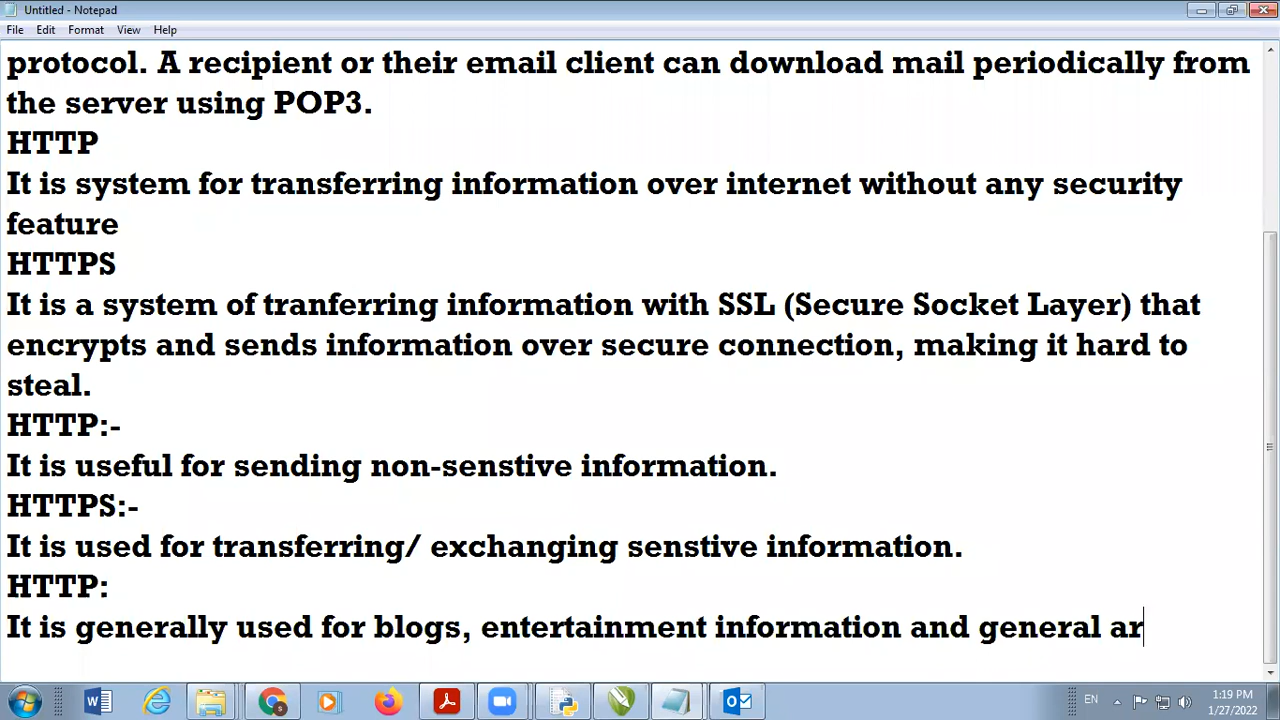 Untitled - Notepad
File Edit Format View Help
protocol. A recipient or their email client can download mail periodically from
the server using POP3.
HTTP
It is system for transferring information over internet without any security
feature
HTTPS
It is a system of tranferring information with SSL (Secure Socket Layer) that
encrypts and sends information over secure connection, making it hard to
steal.
HTTP:-
It is useful for sending non-senstive information.
HTTPS:-
It is used for transferring/ exchanging senstive information.
HTTP:
It is generally used for blogs, entertainment information and general ar
EN
1:19 PM
1/27/2022